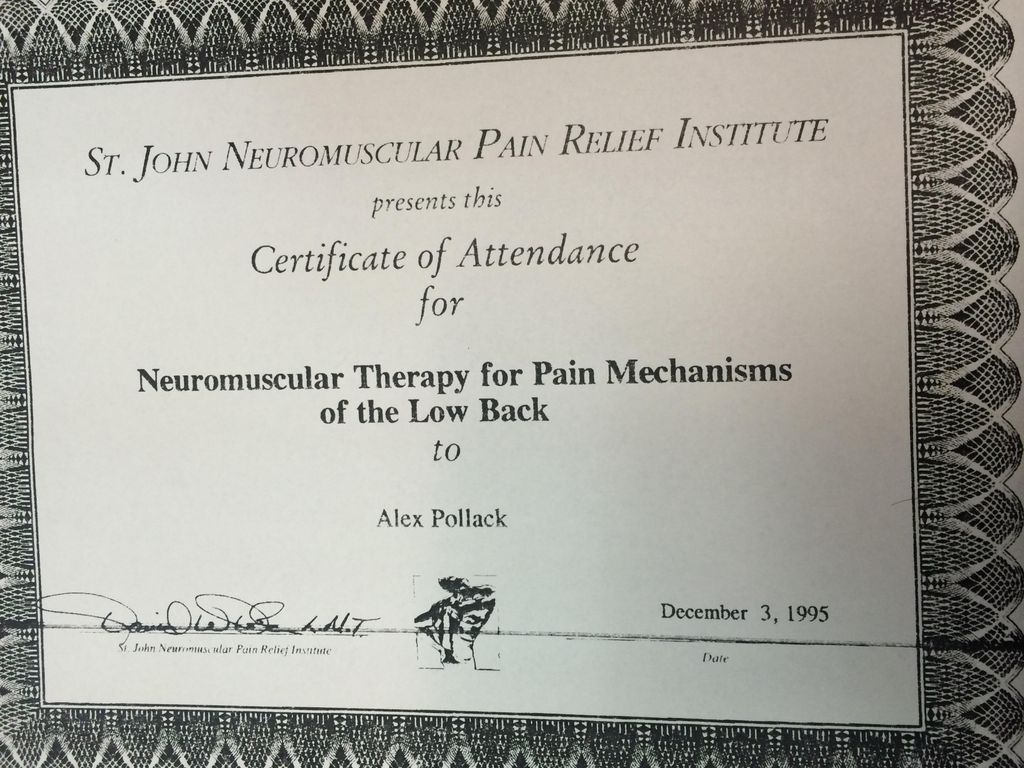 ST. JOHN NEUROMUSCULAR PAIN RELIEF INSTITUTE
presents this
Certificate of Attendance
for
Neuromuscular Therapy for Pain Mechanisms
of the Low Back
to
Alex Pollack
L.M.T.
December 3, 1995
St. John Neuromuscular Pain Relief Institute
Date